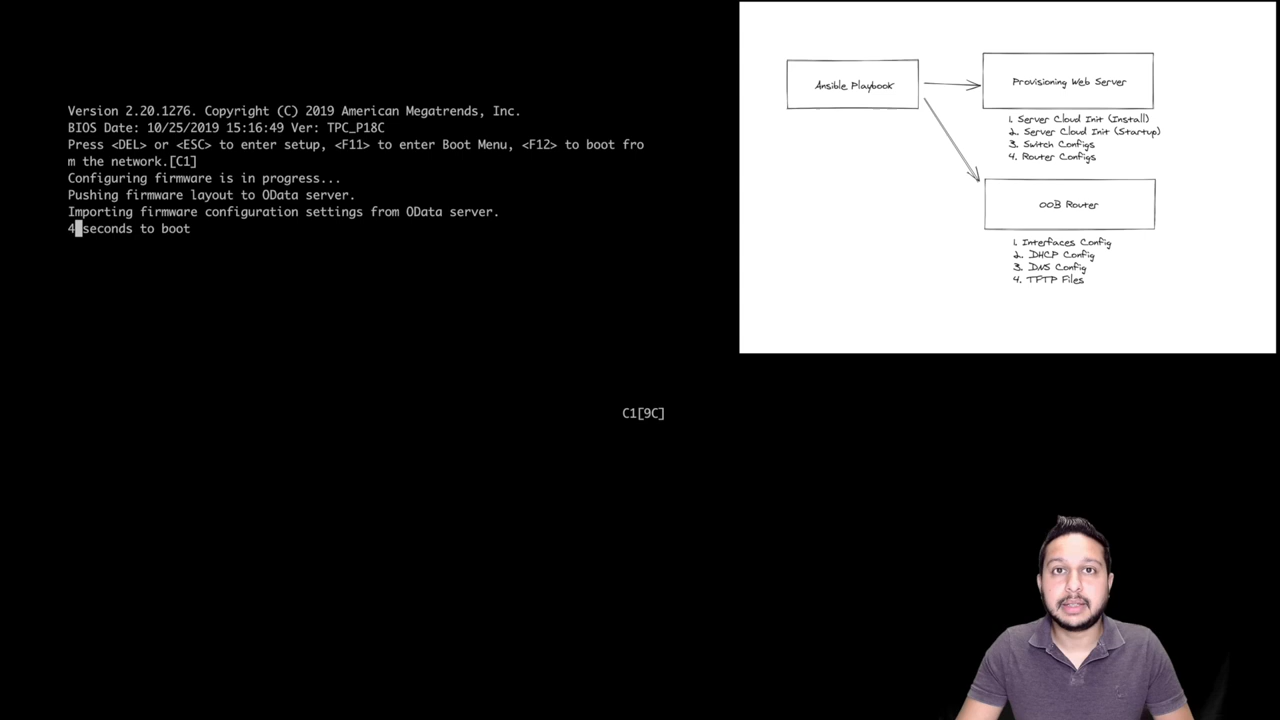 Version 2.20.1276. Copyright (C) 2019 American Megatrends, Inc.
BIOS Date: 10/25/2019 15:16:49 Ver: TPC_P18C
Press <DEL> or <ESC> to enter setup, <F11> to enter Boot Menu, <F12> to boot fro
m the network.[C1]
Configuring firmware is in progress...
Pushing firmware layout to OData server.
Importing firmware configuration settings from OData server.
4 seconds to boot
C1[9C]
Ansible Playbook
Provisioning Web Server
1. Server Cloud Init (Install)
2. Server Cloud Init (Startup)
3. Switch Configs
4. Router Configs
OOB Router
1. Interfaces Config
2. DHCP Config
3. DNS Config
4. TFTP Files